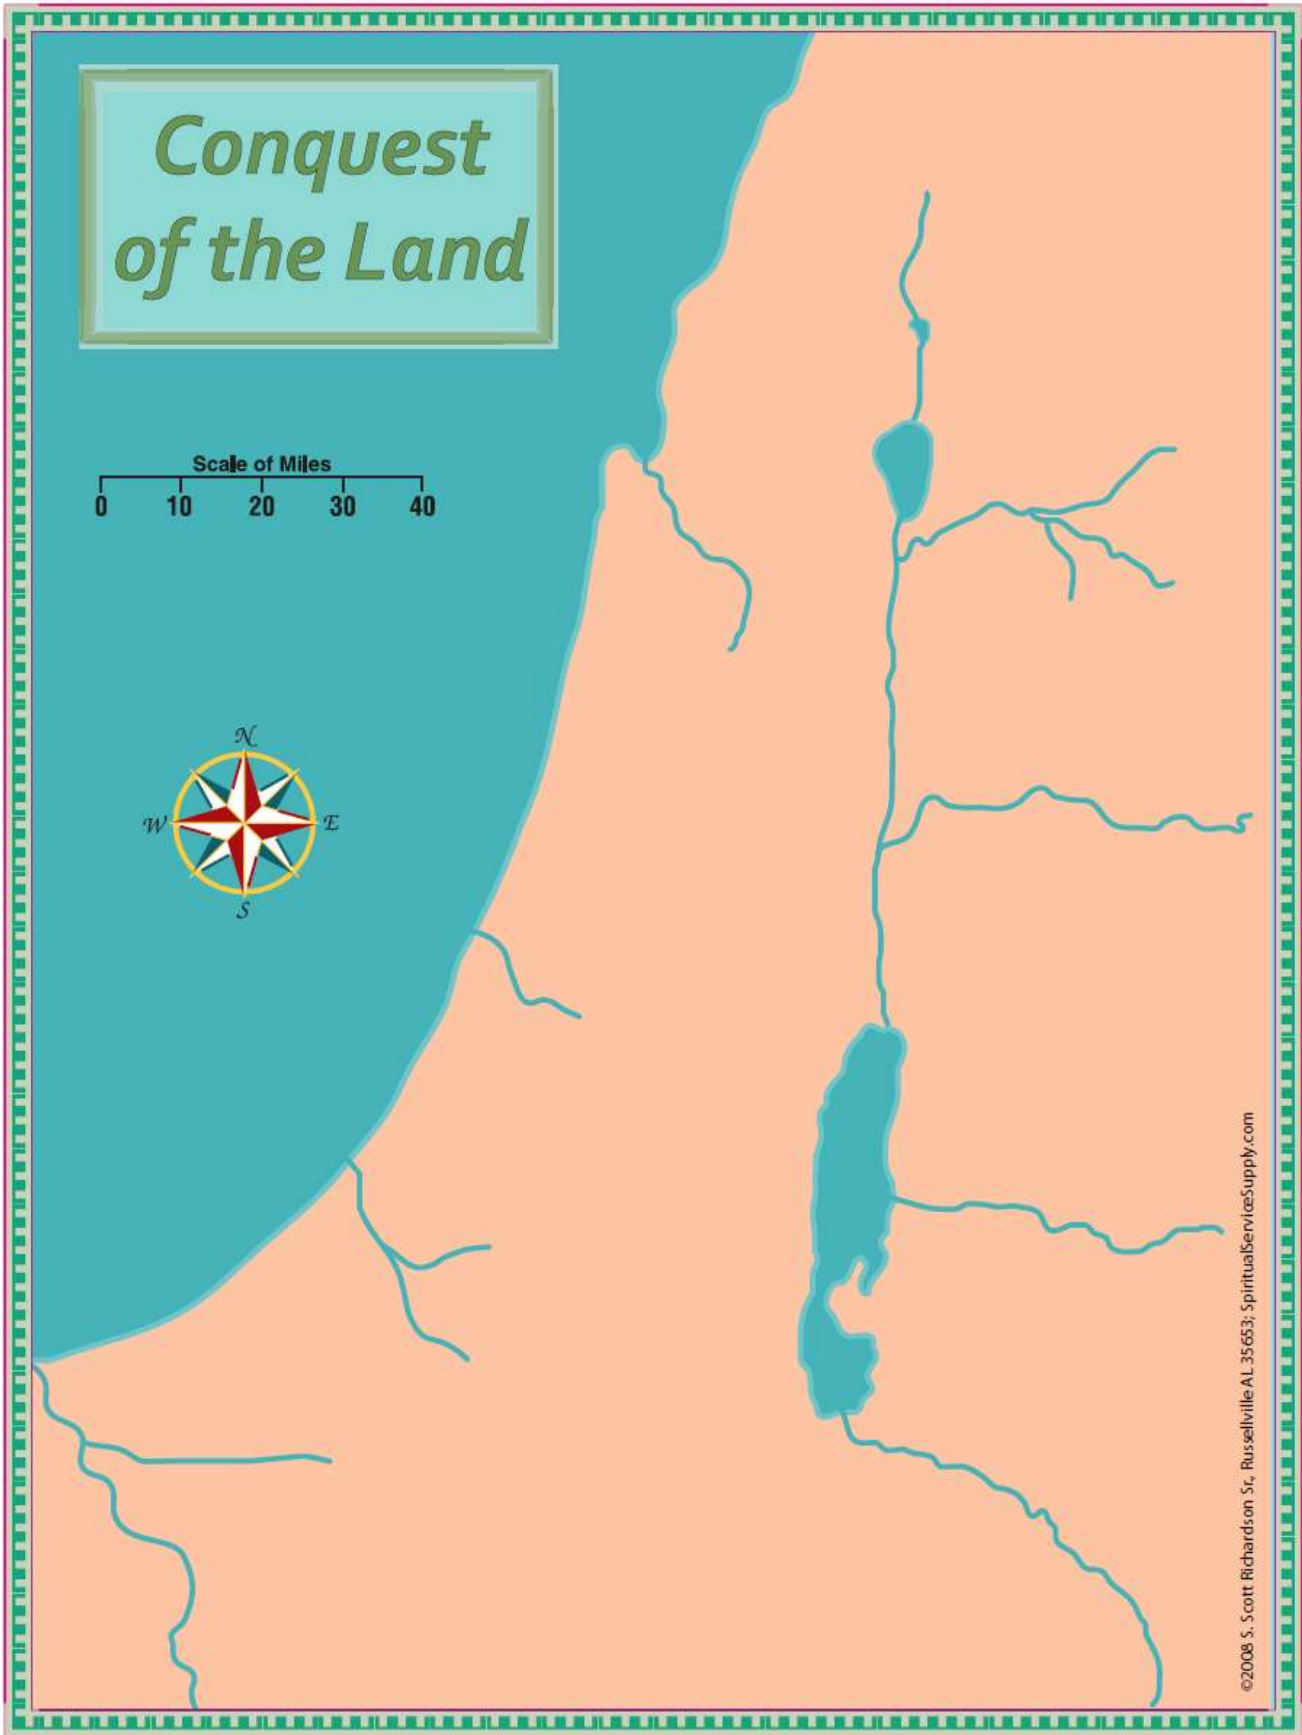 Conquest
of the Land
Scale of Miles
0 10 20 30 40
N
W E
S
©2008 S. Scott Richardson Sr., Russellville AL 35653; SpiritualServiceSupply.com